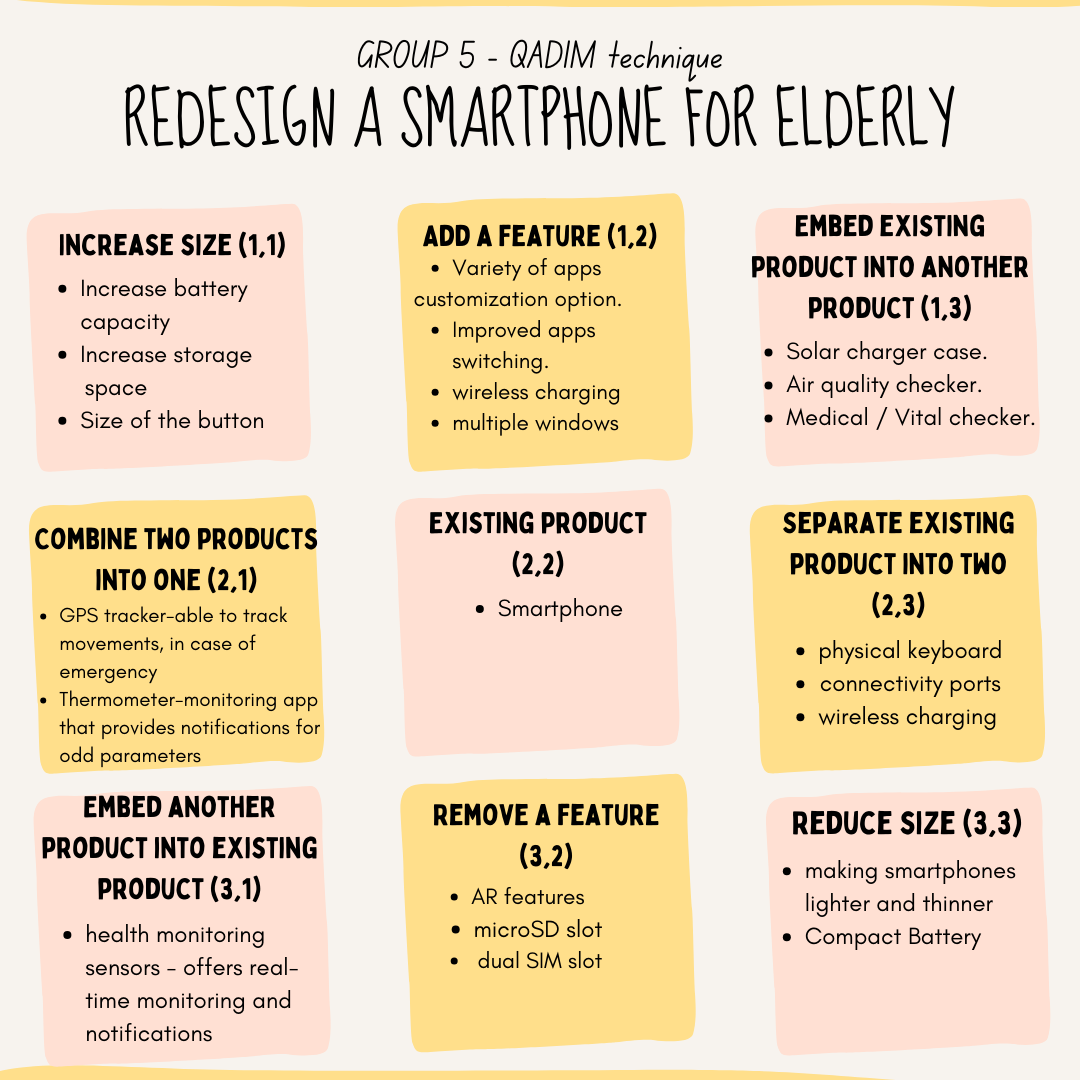 GROUP 5 - QADIM technique
REDESIGN A SMARTPHONE FOR ELDERLY
INCREASE SIZE (1,1)
• Increase battery
capacity
• Increase storage
space
• Size of the button
ADD A FEATURE (1,2)
• Variety of apps
customization option.
• Improved apps
switching.
• wireless charging
• multiple windows
EMBED EXISTING
PRODUCT INTO ANOTHER
PRODUCT (1,3)
• Solar charger case.
• Air quality checker.
• Medical / Vital checker.
COMBINE TWO PRODUCTS
INTO ONE (2,1)
• GPS tracker-able to track
movements, in case of
emergency
• Thermometer-monitoring app
that provides notifications for
odd parameters
EXISTING PRODUCT
(2,2)
• Smartphone
SEPARATE EXISTING
PRODUCT INTO TWO
(2,3)
• physical keyboard
• connectivity ports
• wireless charging
EMBED ANOTHER
PRODUCT INTO EXISTING
PRODUCT (3,1)
• health monitoring
sensors - offers real-
time monitoring and
notifications
REMOVE A FEATURE
(3,2)
• AR features
• microSD slot
• dual SIM slot
REDUCE SIZE (3,3)
• making smartphones
lighter and thinner
• Compact Battery